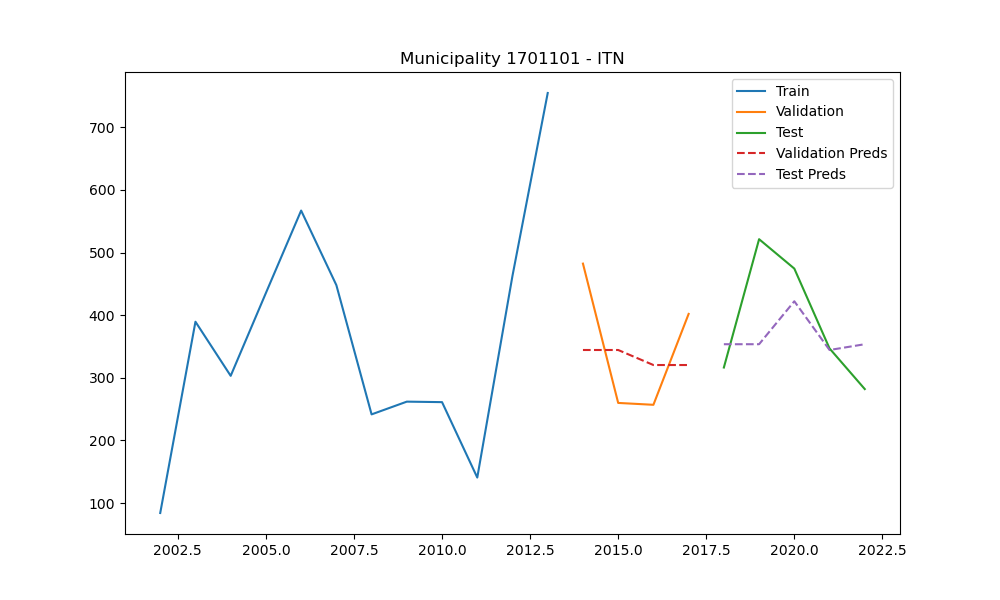 Municipality 1701101 - ITN
Train
Validation
Test
Validation Preds
Test Preds
700
600
500
400
300
200
100
2002.5 2005.0 2007.5 2010.0 2012.5 2015.0 2017.5 2020.0 2022.5